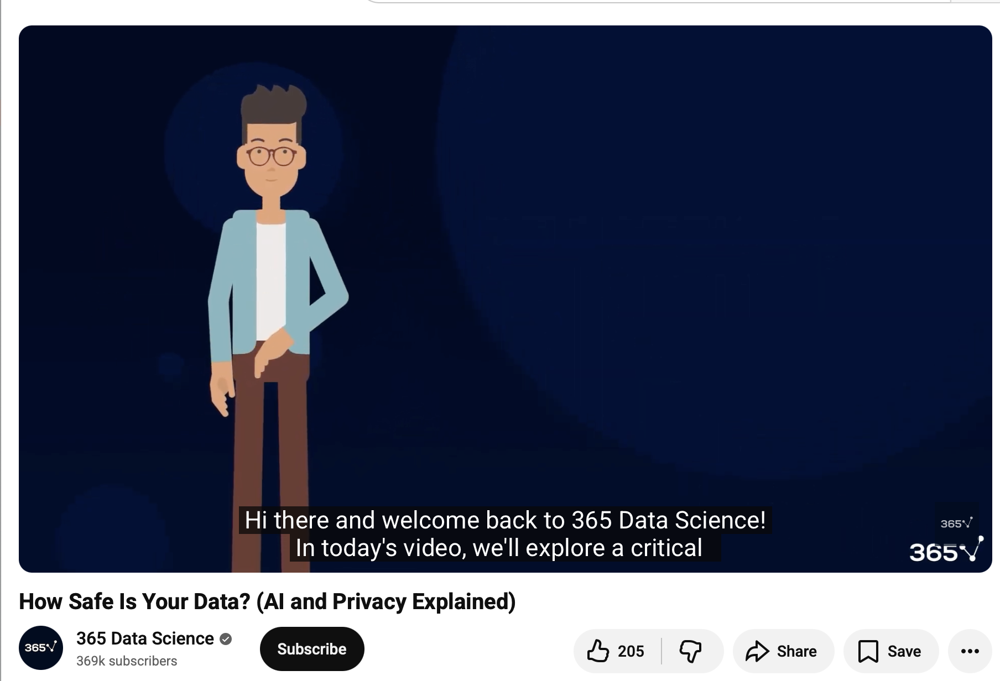 Hi there and welcome back to 365 Data Science!
In today's video, we'll explore a critical
365
365
How Safe Is Your Data? (AI and Privacy Explained)
365
365 Data Science
369k subscribers
Subscribe
205
Share
Save